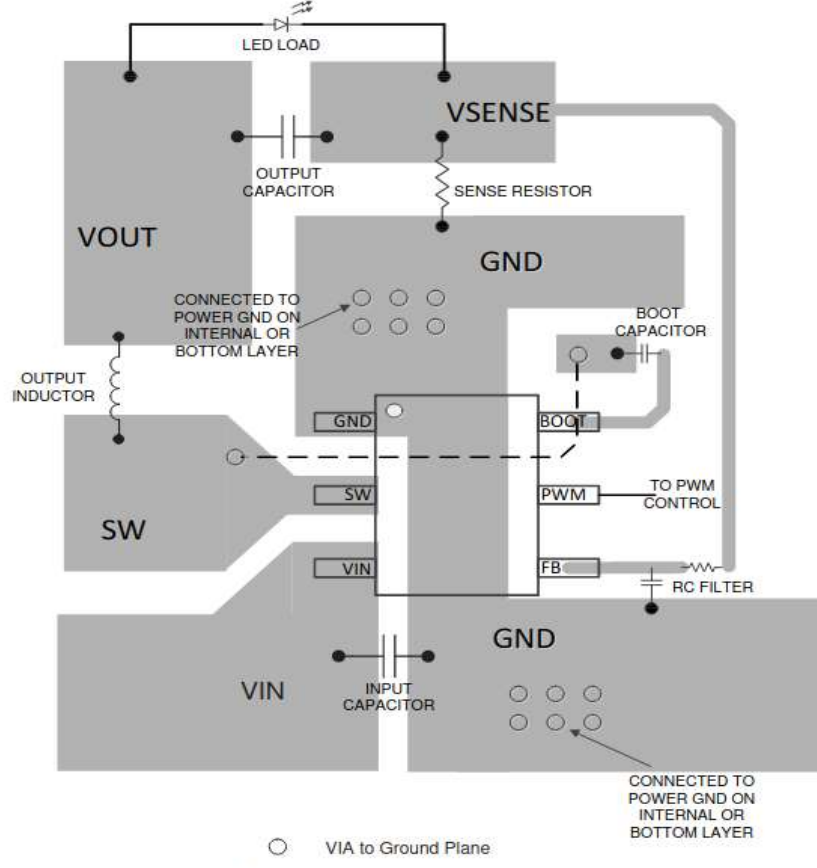 LED LOAD
VSENSE
OUTPUT
CAPACITOR
SENSE RESISTOR
VOUT
GND
CONNECTED TO
POWER GND ON
INTERNAL OR
BOTTOM LAYER
BOOT
CAPACITOR
OUTPUT
INDUCTOR
GND
BOOT
SW
SW
PWM
TO PWM
CONTROL
VIN
FB
RC FILTER
GND
VIN
INPUT
CAPACITOR
CONNECTED TO
POWER GND ON
INTERNAL OR
BOTTOM LAYER
VIA to Ground Plane